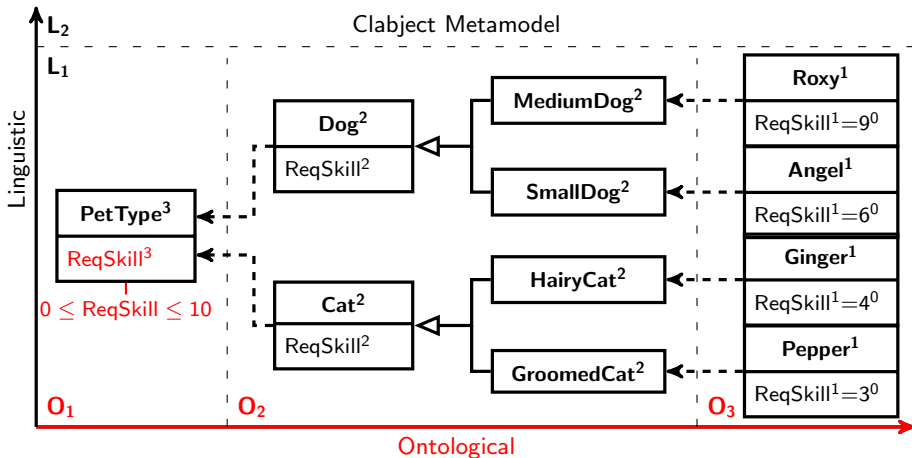 L₂
Clabject Metamodel
L₁
Linguistic
PetType³
ReqSkill³
0 ≤ ReqSkill ≤ 10
O₁
Dog²
ReqSkill²
Cat²
ReqSkill²
MediumDog²
SmallDog²
HairyCat²
GroomedCat²
O₂
Roxy¹
ReqSkill¹=9⁰
Angel¹
ReqSkill¹=6⁰
Ginger¹
ReqSkill¹=4⁰
Pepper¹
ReqSkill¹=3⁰
O₃
Ontological